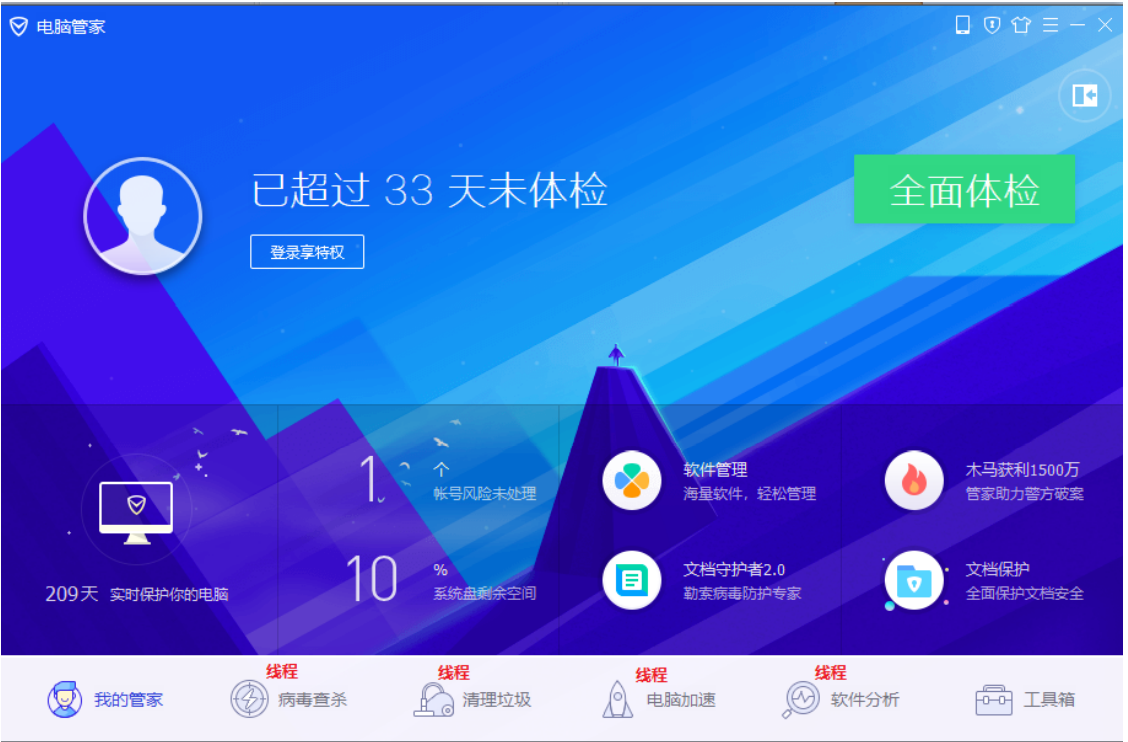 电脑管家
已超过 33 天未体检
全面体检
登录享特权
1 个
帐号风险未处理
软件管理
海量软件，轻松管理
木马获利1500万
管家助力警方破案
209天 实时保护你的电脑
10 %
系统盘剩余空间
文档守护者2.0
勒索病毒防护专家
文档保护
全面保护文档安全
线程 线程 线程 线程
我的管家 病毒查杀 清理垃圾 电脑加速 软件分析 工具箱